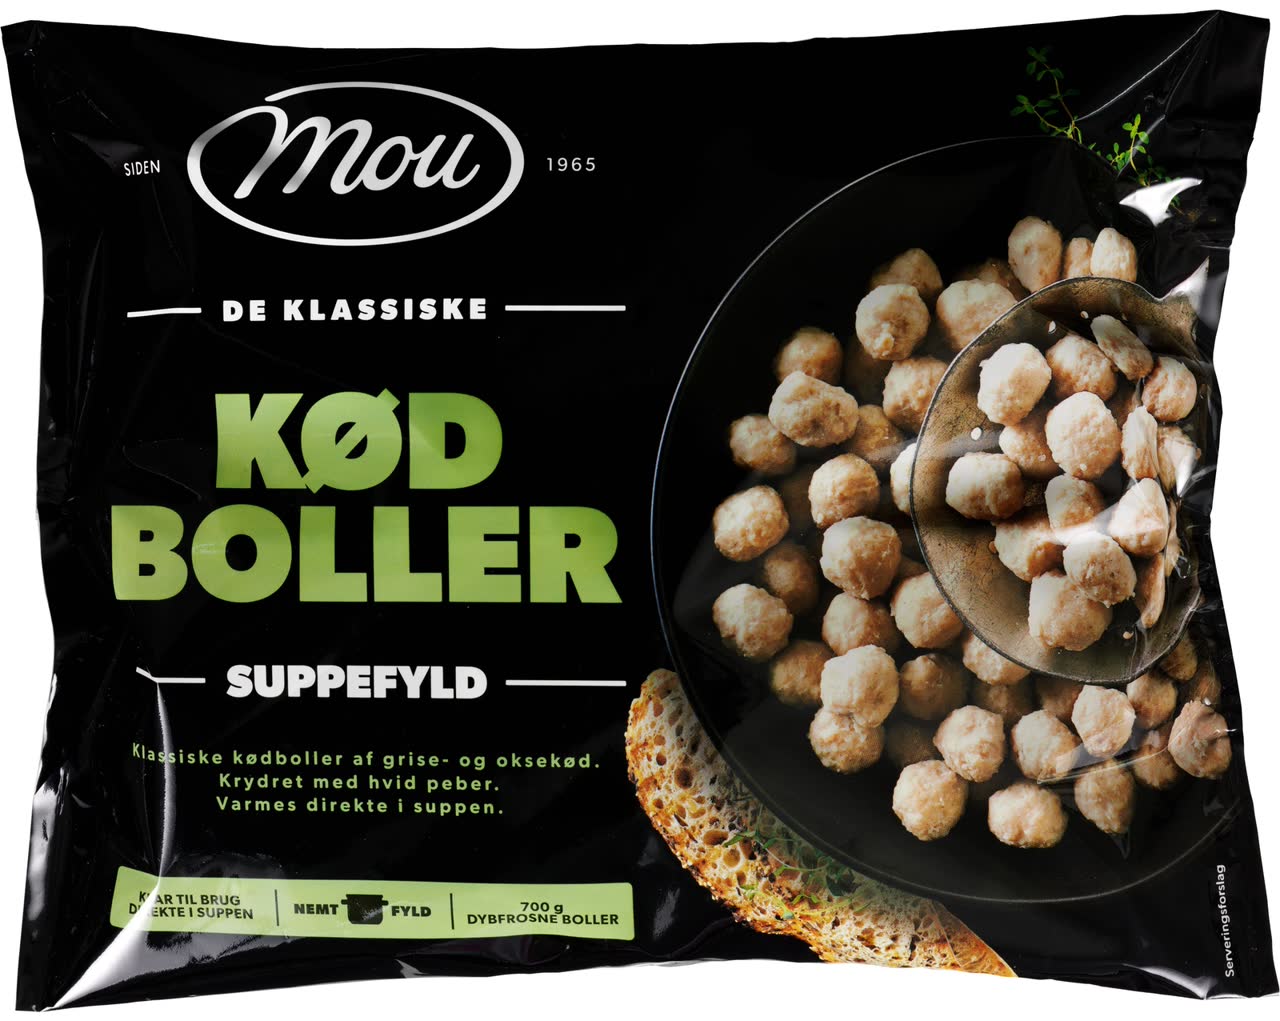 Mou
SIDEN 1965
DE KLASSISKE
KØD
BOLLER
SUPPEFYLD
Klassiske kødboller af grise- og oksekød.
Krydret med hvid peber.
Varmes direkte i suppen.
KLAR TIL BRUG
DIREKTE I SUPPEN
NEMT FYLD
700 g
DYBFROSNE BOLLER
Serveringsforslag